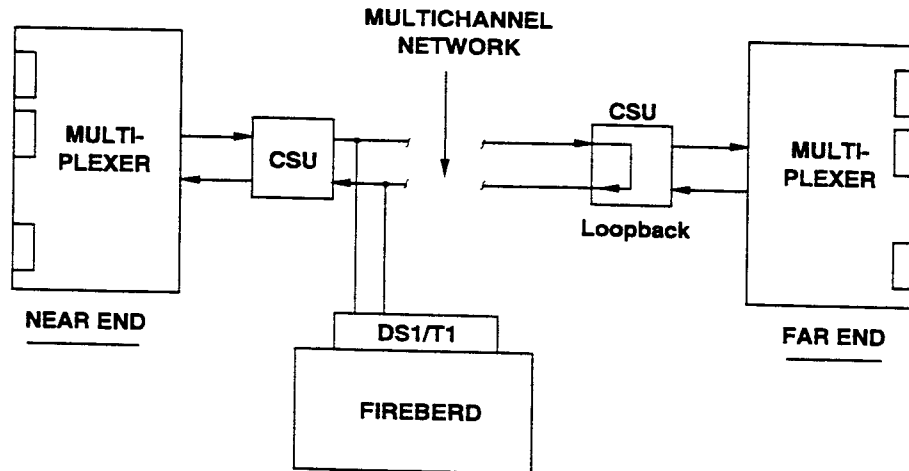 MULTICHANNEL
NETWORK
MULTI-
PLEXER
CSU
CSU
Loopback
MULTI-
PLEXER
NEAR END
DS1/T1
FIREBERD
FAR END